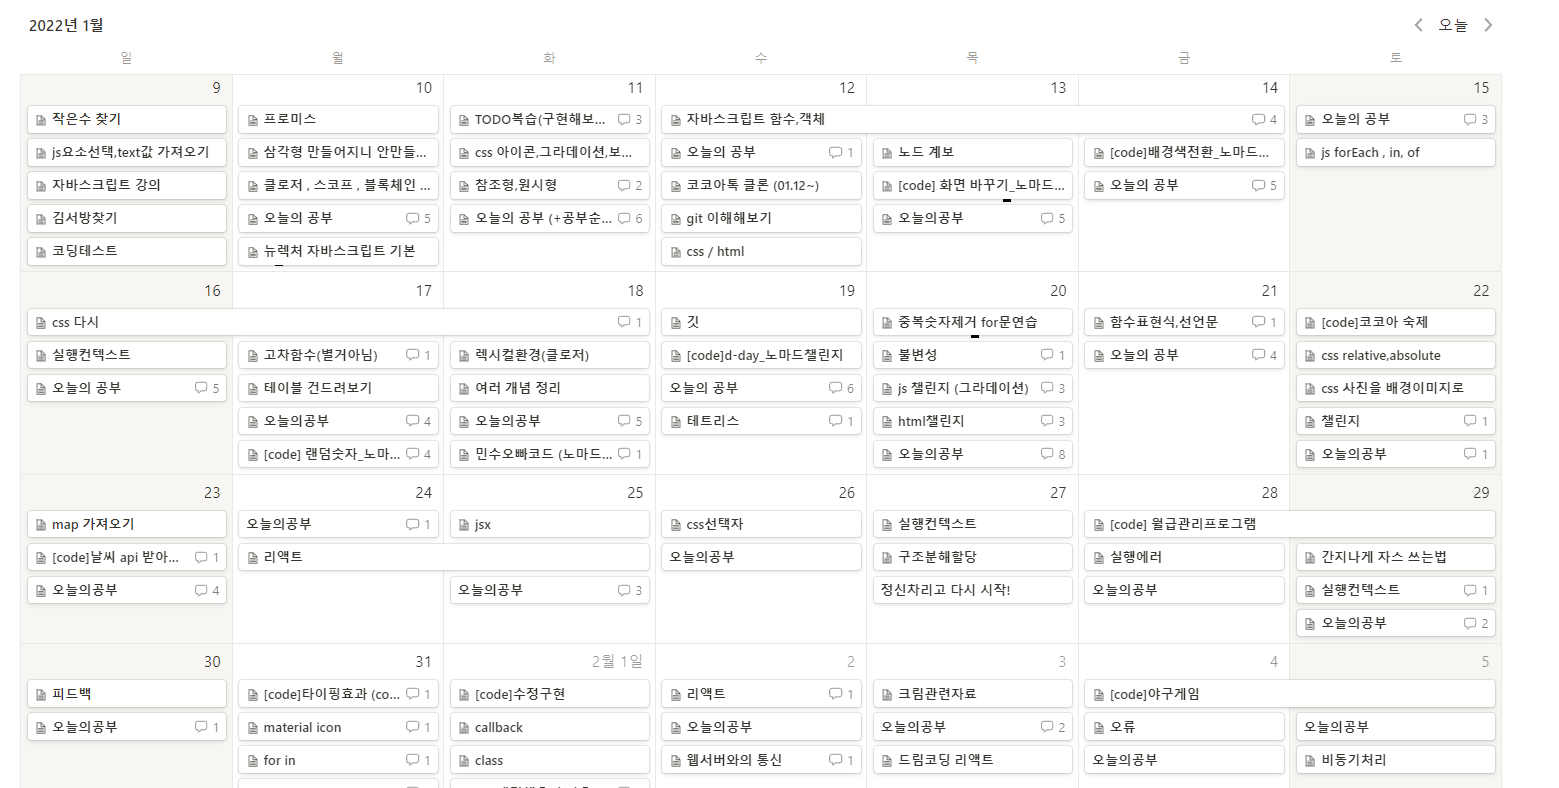 2022년 1월
오늘
일 월 화 수 목 금 토
9 10 11 12 13 14 15
작은수 찾기
js요소선택,text값 가져오기
자바스크립트 강의
김서방찾기
코딩테스트
프로미스
삼각형 만들어지니 안만들...
클로저 , 스코프 , 블록체인 ...
오늘의 공부 5
뉴렉처 자바스크립트 기본
TODO복습(구현해보... 3
css 아이콘,그라데이션,보...
참조형,원시형 2
오늘의 공부 (+공부순... 6
자바스크립트 함수,객체 4
오늘의 공부 1
코코아톡 클론 (01.12~)
git 이해해보기
css / html
노드 계보
[code] 화면 바꾸기_노마드...
오늘의공부 5
[code]배경색전환_노마드...
오늘의 공부 5
오늘의 공부 3
js forEach , in, of
16 17 18 19 20 21 22
css 다시 1
실행컨텍스트
오늘의 공부 5
고차함수(별거아님) 1
테이블 건드려보기
오늘의공부 4
[code] 랜덤숫자_노마... 4
렉시컬환경(클로저)
여러 개념 정리
오늘의공부 5
민수오빠코드 (노마드... 1
깃
[code]d-day_노마드챌린지
오늘의 공부 6
테트리스 1
중복숫자제거 for문연습
불변성 1
js 챌린지 (그라데이션) 3
html챌린지 3
오늘의공부 8
함수표현식,선언문 1
오늘의 공부 4
[code]코코아 숙제
css relative,absolute
css 사진을 배경이미지로
챌린지 1
오늘의공부 1
23 24 25 26 27 28 29
map 가져오기
[code]날씨 api 받아... 1
오늘의공부 4
오늘의공부 1
리액트
jsx
오늘의공부 3
css선택자
오늘의공부
실행컨텍스트
구조분해할당
정신차리고 다시 시작!
[code] 월급관리프로그램
실행에러
오늘의공부
간지나게 자스 쓰는법
실행컨텍스트 1
오늘의공부 2
30 31 2월 1일 2 3 4 5
피드백
오늘의공부 1
[code]타이핑효과 (co... 1
material icon 1
for in 1
[code]수정구현
callback
class
리액트 1
오늘의공부
웹서버와의 통신 1
크림관련자료
오늘의공부 2
드림코딩 리액트
[code]야구게임
오류
오늘의공부
오늘의공부
비동기처리